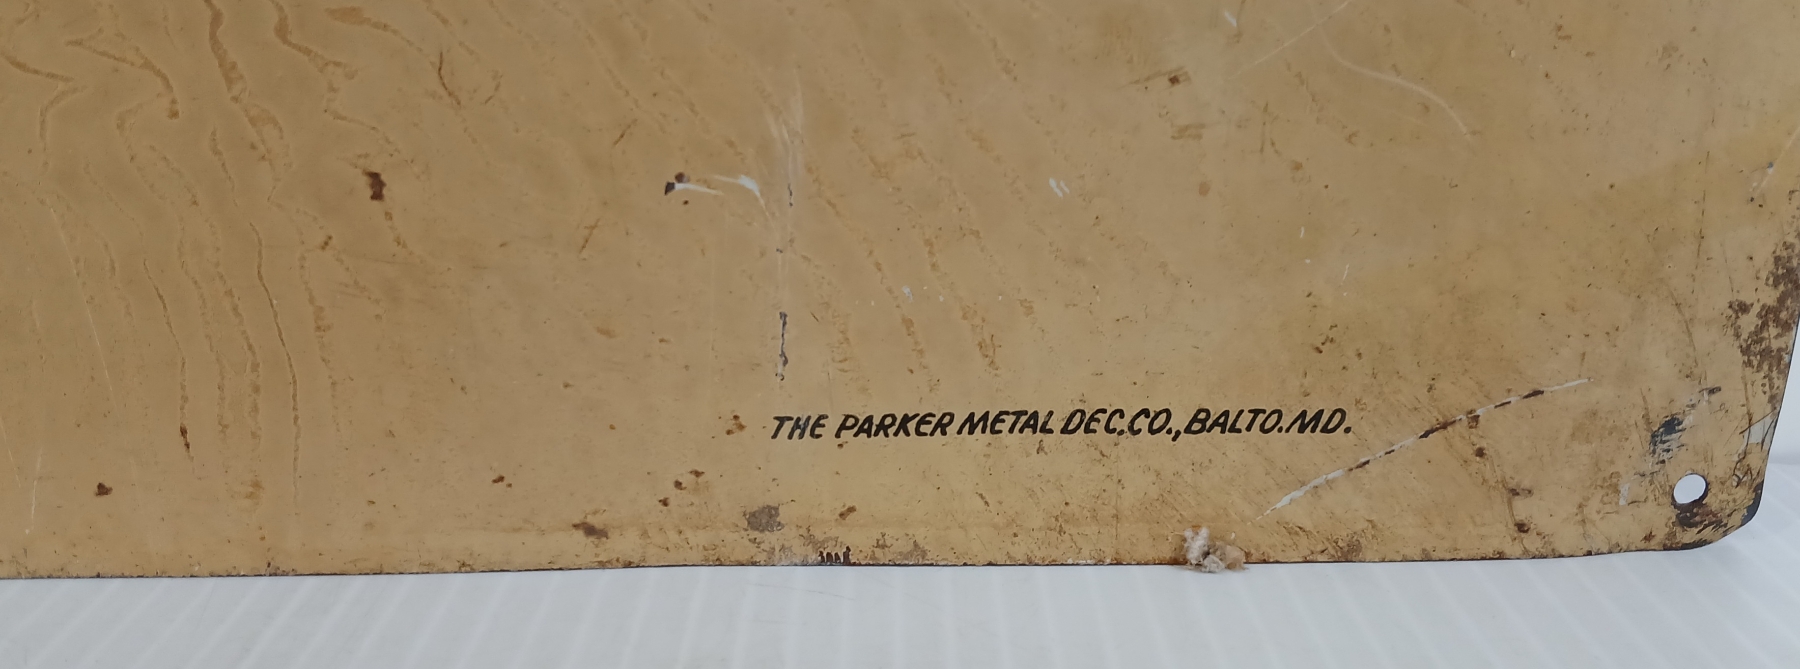 THE PARKER METAL DEC.CO., BALTO.MD.